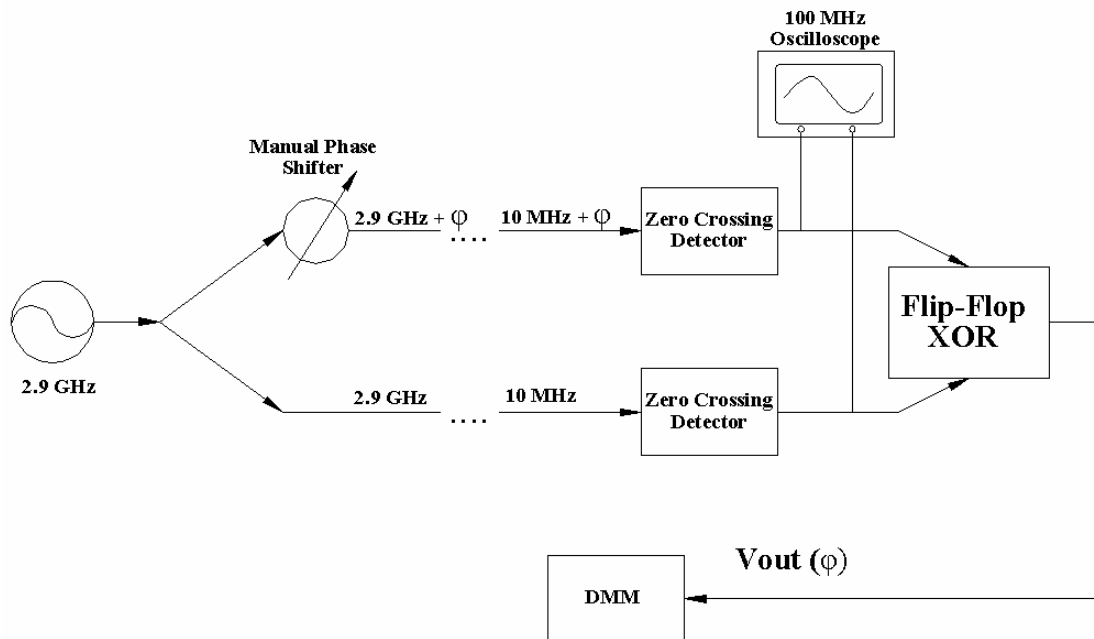 100 MHz
Oscilloscope
Manual Phase
Shifter
2.9 GHz + φ
....
10 MHz + φ
Zero Crossing
Detector
Flip-Flop
XOR
2.9 GHz
2.9 GHz
....
10 MHz
Zero Crossing
Detector
Vout (φ)
DMM